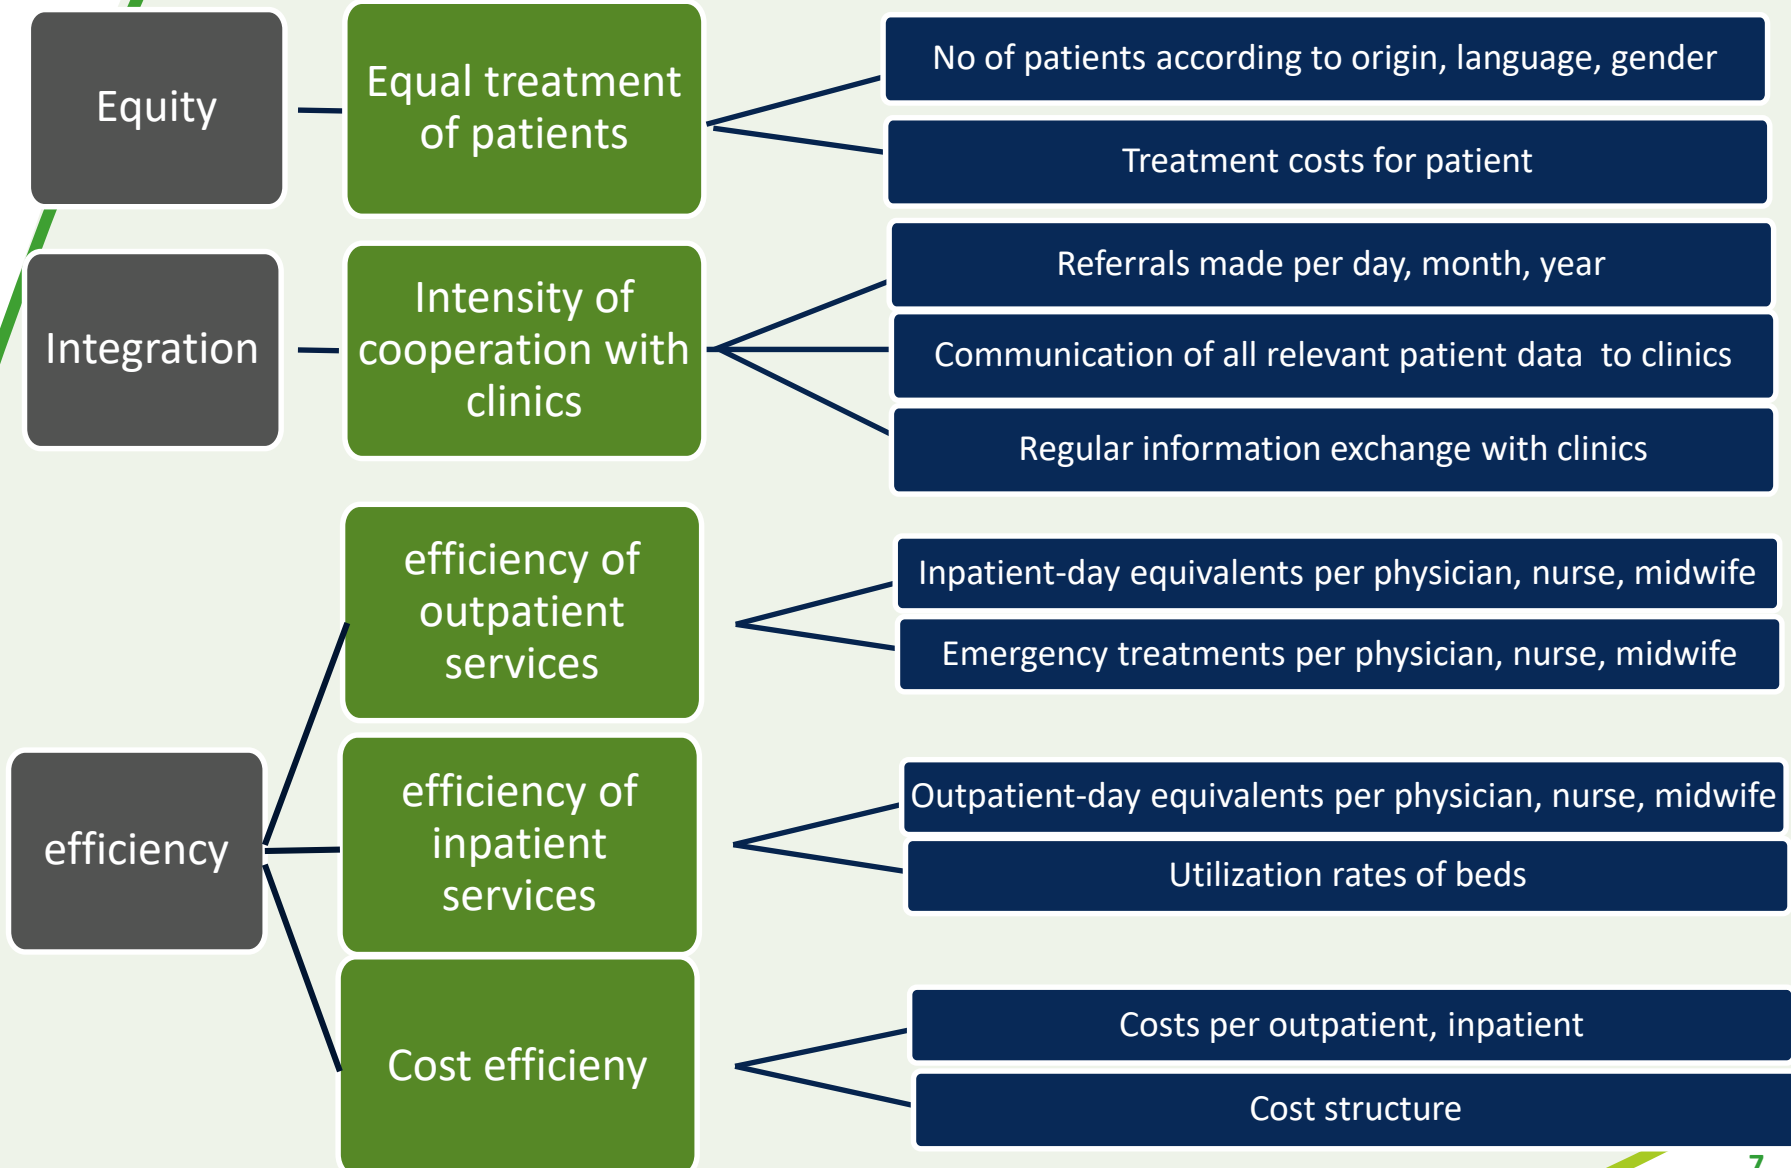 Equity
Equal treatment
of patients
No of patients according to origin, language, gender
Treatment costs for patient
Integration
Intensity of
cooperation with
clinics
Referrals made per day, month, year
Communication of all relevant patient data  to clinics
Regular information exchange with clinics
efficiency
efficiency of
outpatient
services
Inpatient-day equivalents per physician, nurse, midwife
Emergency treatments per physician, nurse, midwife
efficiency of
inpatient
services
Outpatient-day equivalents per physician, nurse, midwife
Utilization rates of beds
Cost efficieny
Costs per outpatient, inpatient
Cost structure
7